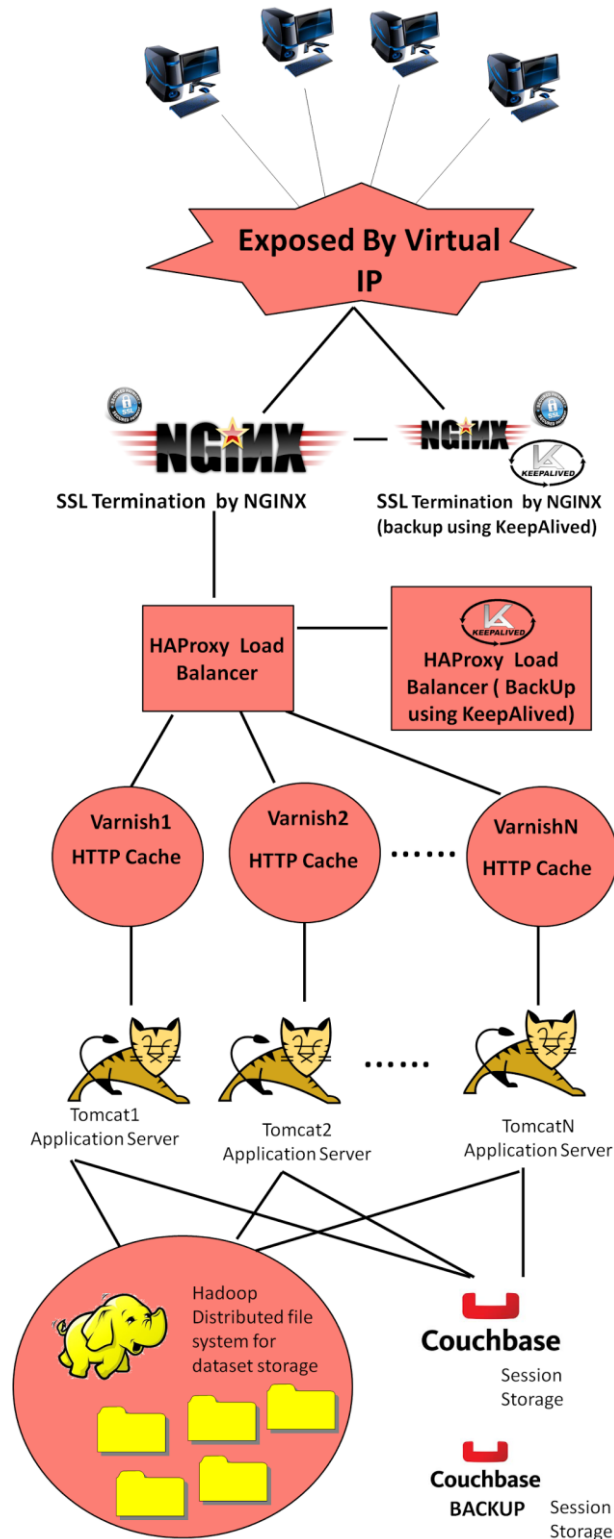 Exposed By Virtual
IP
NGiNX
SSL Termination by NGINX
SSL
NGiNX
KEEPALIVED
SSL Termination by NGINX
(backup using KeepAlived)
HAProxy Load
Balancer
KEEPALIVED
HAProxy Load
Balancer ( BackUp
using KeepAlived)
Varnish1
HTTP Cache
Varnish2
HTTP Cache
......
VarnishN
HTTP Cache
Tomcat1
Application Server
Tomcat2
Application Server
......
TomcatN
Application Server
Hadoop
Distributed file
system for
dataset storage
Couchbase
Session
Storage
Couchbase
BACKUP
Session
Storage